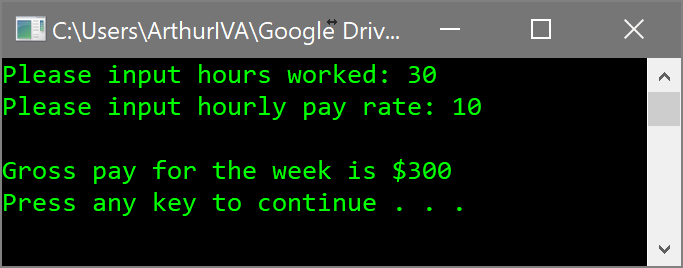 C:\Users\ArthurIVA\Google Driv...
Please input hours worked: 30
Please input hourly pay rate: 10
Gross pay for the week is $300
Press any key to continue . . .